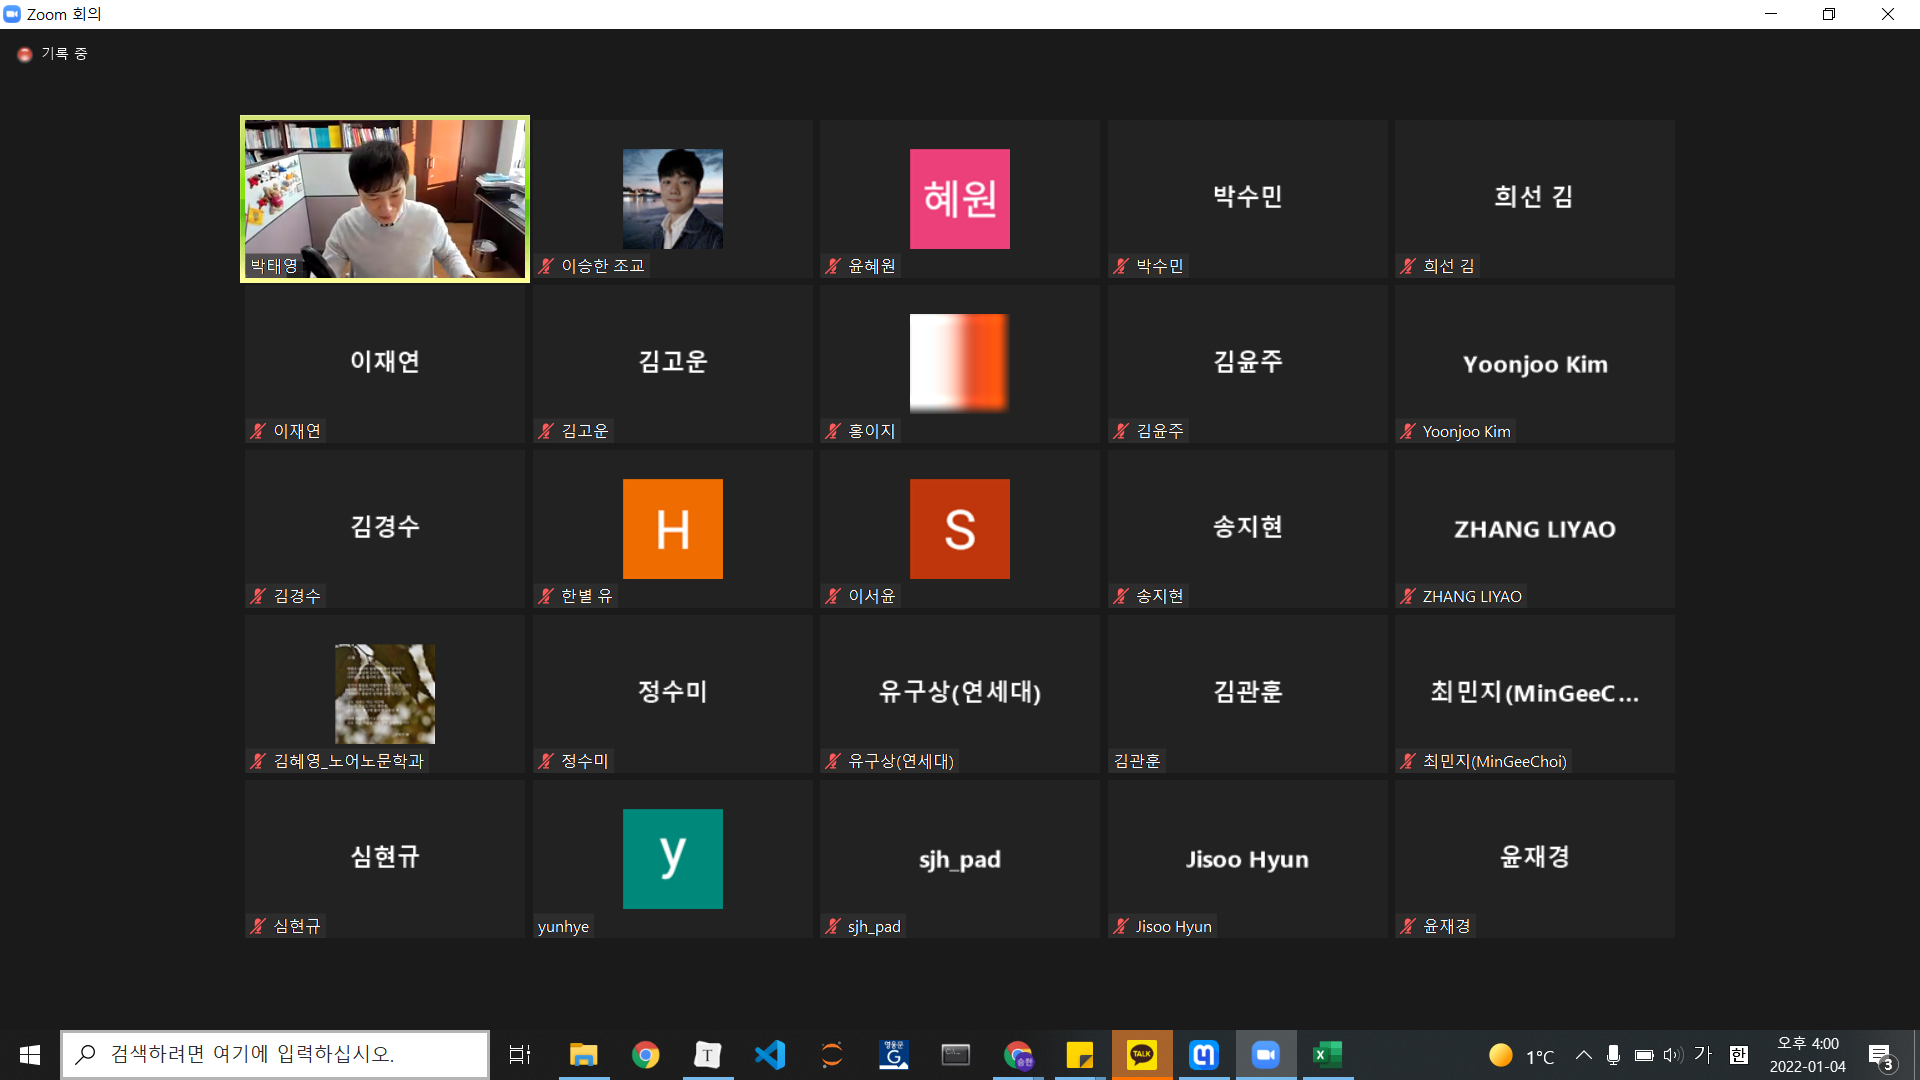 Zoom 회의
기록 중
박태영
이승한 조교
혜원
윤혜원
박수민
박수민
희선 김
희선 김
이재연
이재연
김고운
김고운
홍이지
김윤주
김윤주
Yoonjoo Kim
Yoonjoo Kim
김경수
김경수
H
한별 유
S
이서윤
송지현
송지현
ZHANG LIYAO
ZHANG LIYAO
김혜영_노어노문학과
정수미
정수미
유구상(연세대)
유구상(연세대)
김관훈
김관훈
최민지(MinGeeC...
최민지(MinGeeChoi)
심현규
심현규
y
yunhye
sjh_pad
sjh_pad
Jisoo Hyun
Jisoo Hyun
윤재경
윤재경
검색하려면 여기에 입력하십시오.
T
영웅문
G
승한
TALK
1°C
가
한
오후 4:00
2022-01-04
3